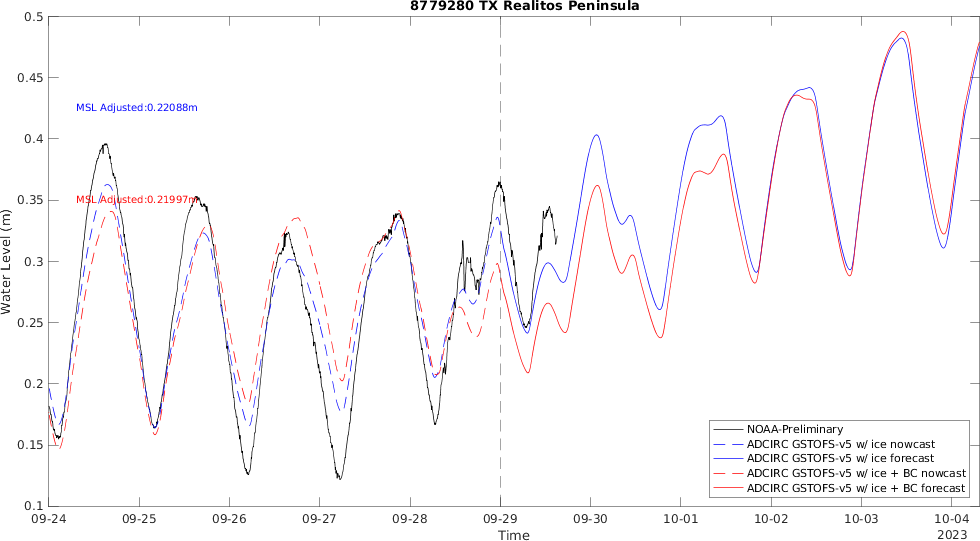 8779280 TX Realitos Peninsula
0.5
0.45
0.4
0.35
0.3
0.25
0.2
0.15
0.1
Water Level (m)
MSL Adjusted:0.22088m
MSL Adjusted:0.21997m
NOAA-Preliminary
ADCIRC GSTOFS-v5 w/ ice nowcast
ADCIRC GSTOFS-v5 w/ ice forecast
ADCIRC GSTOFS-v5 w/ ice + BC nowcast
ADCIRC GSTOFS-v5 w/ ice + BC forecast
09-24 09-25 09-26 09-27 09-28 09-29 09-30 10-01 10-02 10-03 10-04
Time
2023